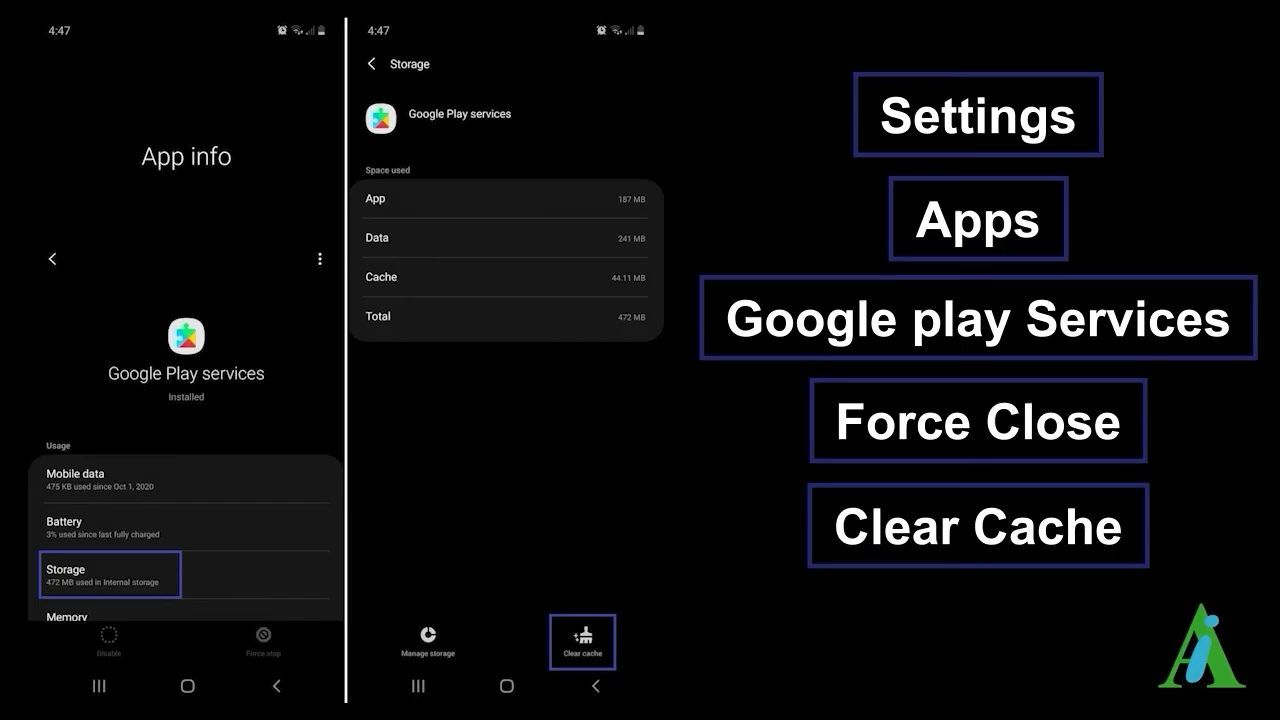 4:47
App info
Google Play services
Installed
Usage
Mobile data
475 KB used since Oct 1, 2020
Battery
3% used since last fully charged
Storage
472 MB used in Internal storage
Memory
Disable
Force stop
4:47
Storage
Google Play services
Space used
App 187 MB
Data 241 MB
Cache 44.11 MB
Total 472 MB
Manage storage
Clear cache
Settings
Apps
Google play Services
Force Close
Clear Cache
Ai